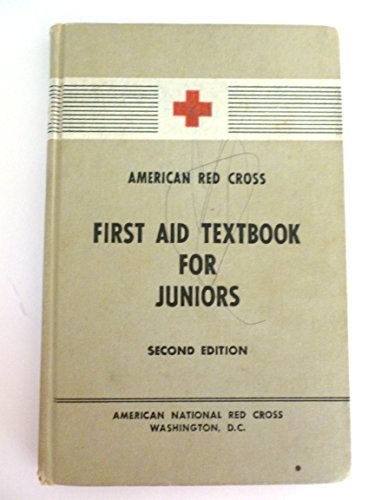 AMERICAN RED CROSS
FIRST AID TEXTBOOK
FOR
JUNIORS
SECOND EDITION
AMERICAN NATIONAL RED CROSS
WASHINGTON, D.C.